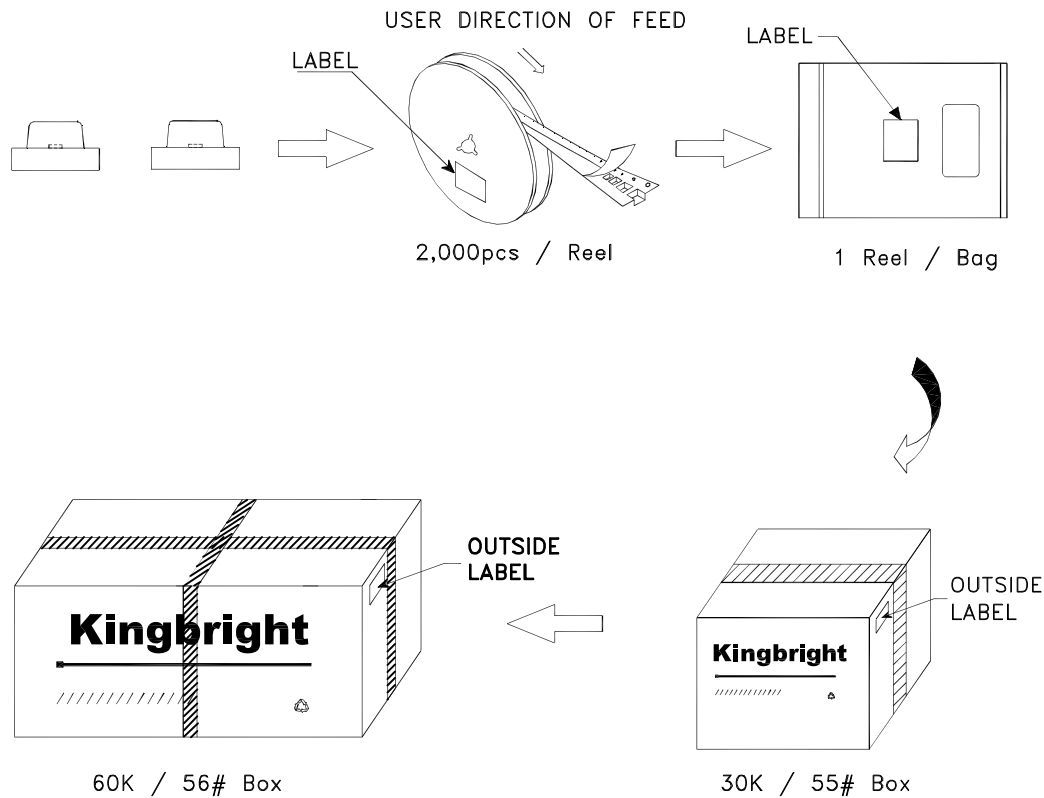 USER DIRECTION OF FEED
LABEL
LABEL
2,000pcs / Reel
1 Reel / Bag
OUTSIDE
LABEL
Kingbright
60K / 56# Box
OUTSIDE
LABEL
Kingbright
30K / 55# Box